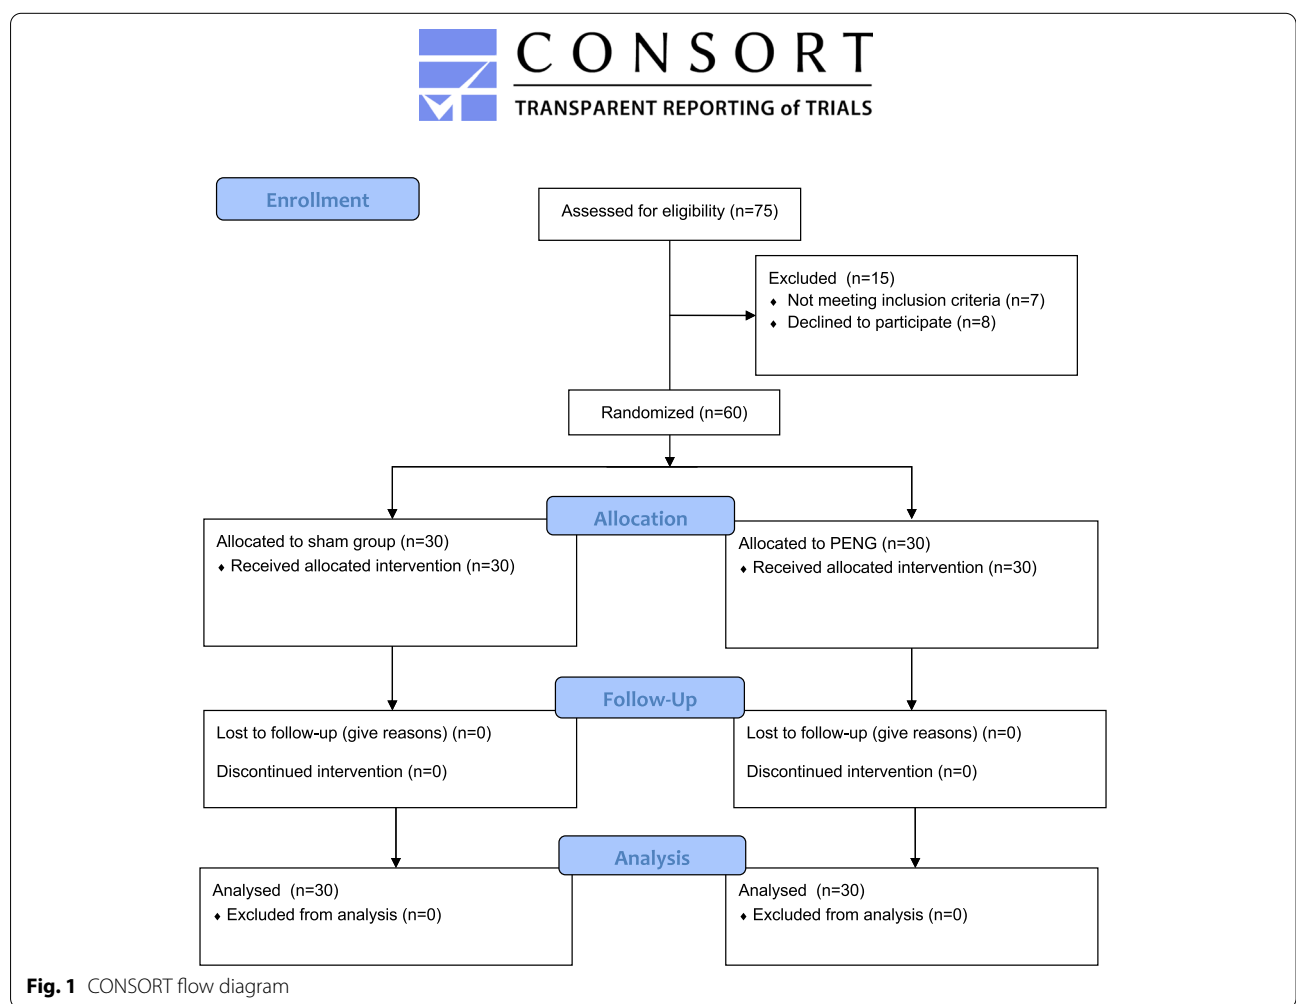 CONSORT
TRANSPARENT REPORTING of TRIALS
Enrollment
Assessed for eligibility (n=75)
Excluded (n=15)
♦ Not meeting inclusion criteria (n=7)
♦ Declined to participate (n=8)
Randomized (n=60)
Allocation
Allocated to sham group (n=30)
♦ Received allocated intervention (n=30)
Allocated to PENG (n=30)
♦ Received allocated intervention (n=30)
Follow-Up
Lost to follow-up (give reasons) (n=0)
Discontinued intervention (n=0)
Lost to follow-up (give reasons) (n=0)
Discontinued intervention (n=0)
Analysis
Analysed (n=30)
♦ Excluded from analysis (n=0)
Analysed (n=30)
♦ Excluded from analysis (n=0)
Fig. 1 CONSORT flow diagram